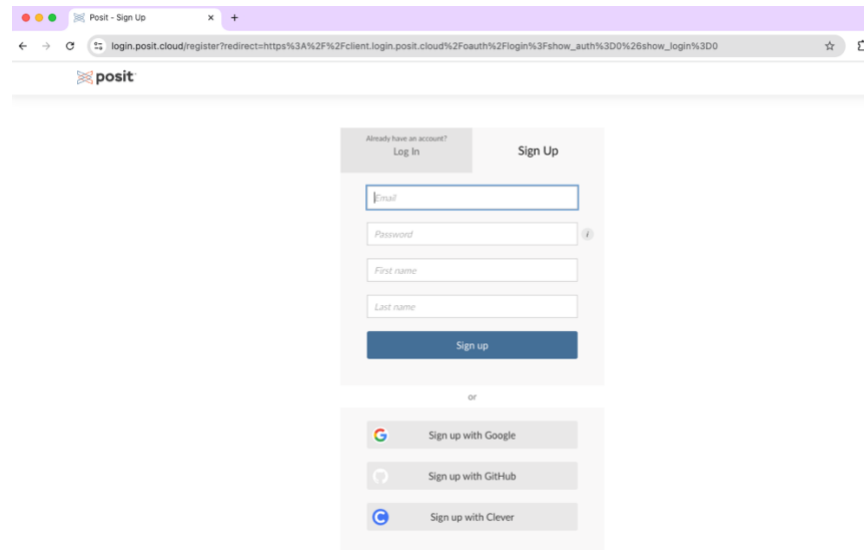 Posit - Sign Up
login.posit.cloud/register?redirect=https%3A%2F%2Fclient.login.posit.cloud%2Foauth%2Flogin%3Fshow_auth%3D0%26show_login%3D0
posit
Already have an account?
Log In
Sign Up
Email
Password
i
First name
Last name
Sign up
or
Sign up with Google
Sign up with GitHub
Sign up with Clever